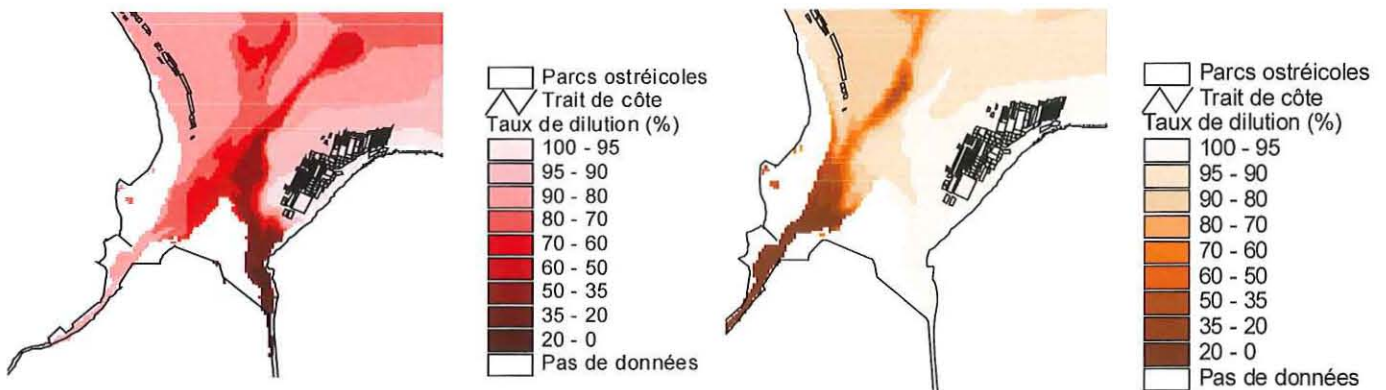 Parcs ostréicoles
Trait de côte
Taux de dilution (%)
100 - 95
95 - 90
90 - 80
80 - 70
70 - 60
60 - 50
50 - 35
35 - 20
20 - 0
Pas de données
Parcs ostréicoles
Trait de côte
Taux de dilution (%)
100 - 95
95 - 90
90 - 80
80 - 70
70 - 60
60 - 50
50 - 35
35 - 20
20 - 0
Pas de données